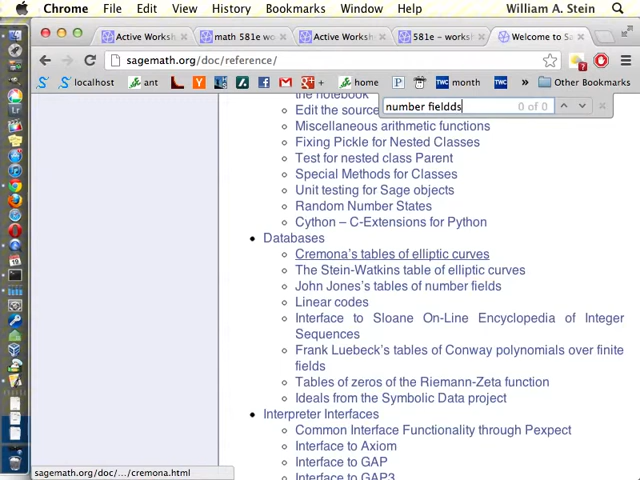 Chrome File Edit View History Bookmarks Window William A. Stein
Active Worksh math 581e wo Active Worksh 581e – works Welcome to Sa
sagemath.org/doc/reference/
localhost home month Other Bookmarks
number fieldds 0 of 0
the notebook
Edit the source
Miscellaneous arithmetic functions
Fixing Pickle for Nested Classes
Test for nested class Parent
Special Methods for Classes
Unit testing for Sage objects
Random Number States
Cython – C-Extensions for Python
Databases
Cremona's tables of elliptic curves
The Stein-Watkins table of elliptic curves
John Jones's tables of number fields
Linear codes
Interface to Sloane On-Line Encyclopedia of Integer
Sequences
Frank Luebeck's tables of Conway polynomials over finite
fields
Tables of zeros of the Riemann-Zeta function
Ideals from the Symbolic Data project
Interpreter Interfaces
Common Interface Functionality through Pexpect
Interface to Axiom
Interface to GAP
Interface to GAP3
sagemath.org/doc/.../cremona.html